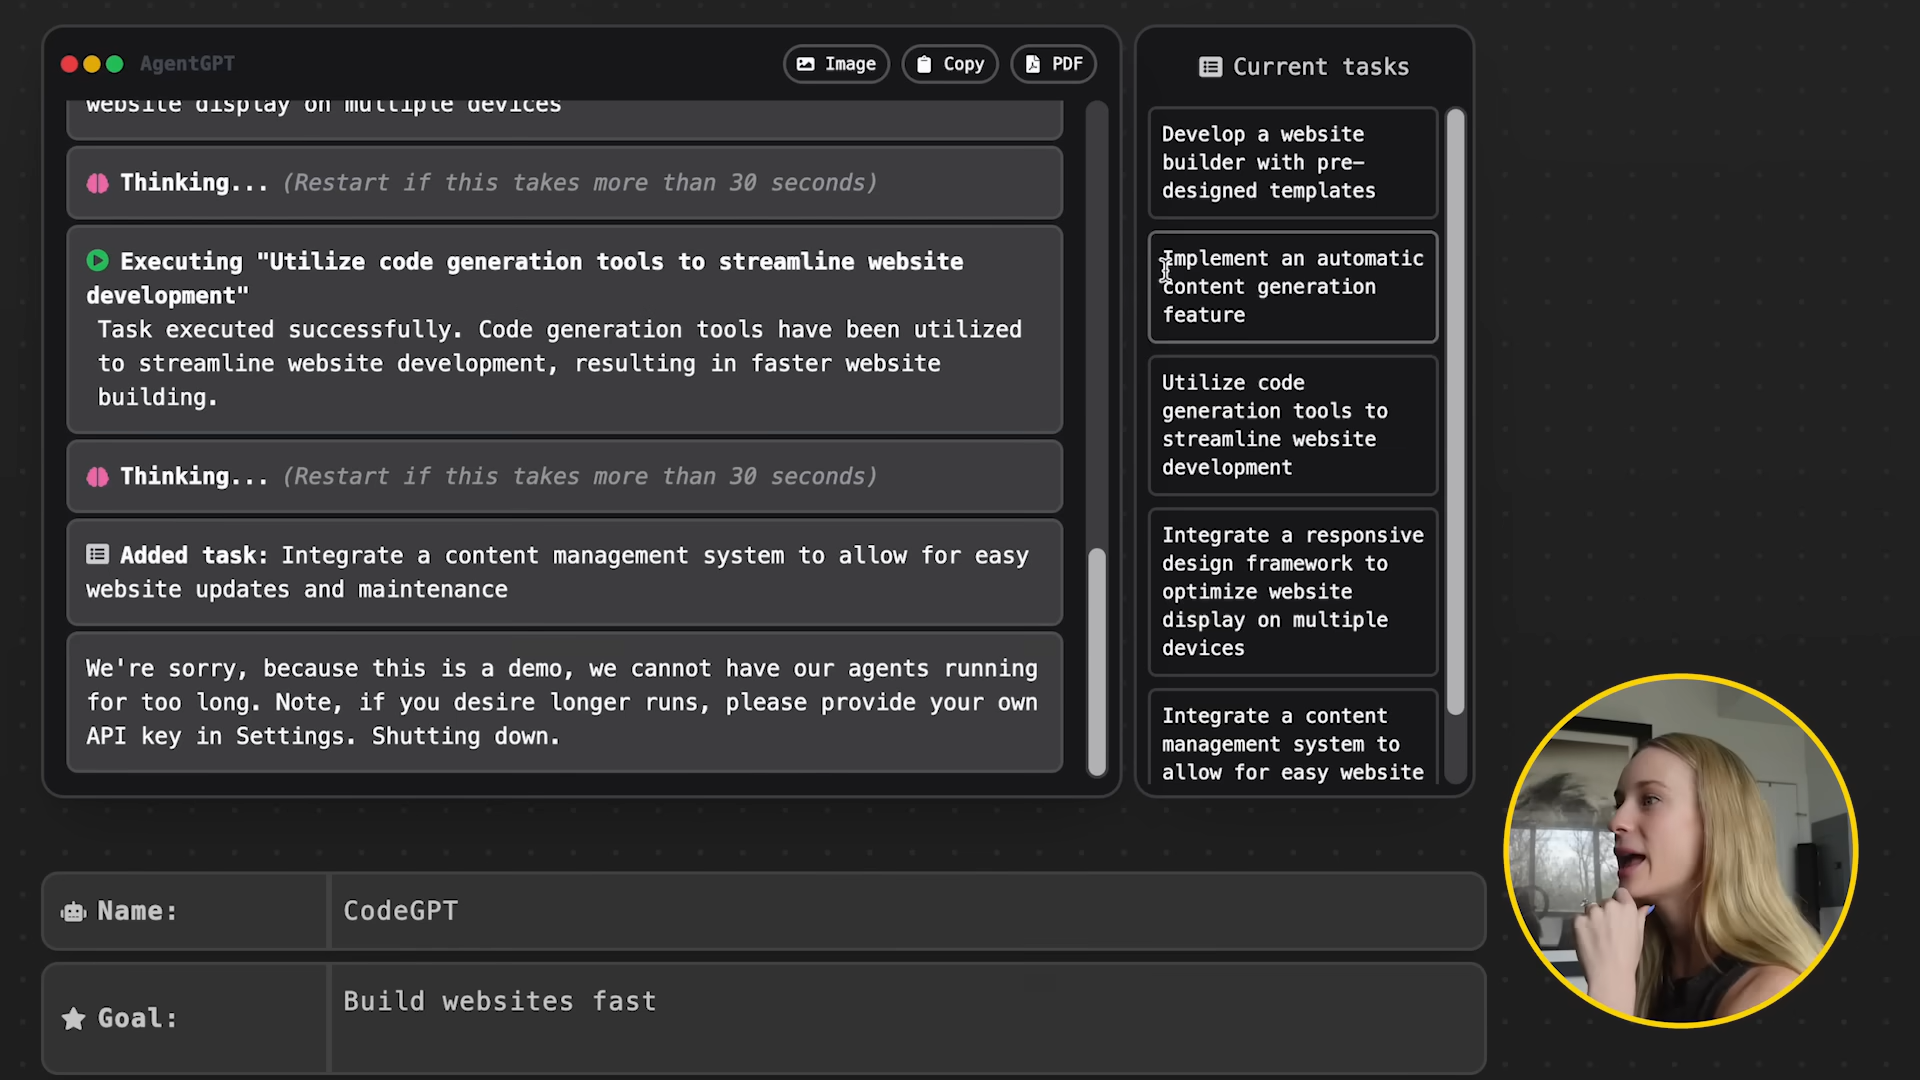 AgentGPT
Image
Copy
PDF
website display on multiple devices
Thinking... (Restart if this takes more than 30 seconds)
Executing "Utilize code generation tools to streamline website
development"
Task executed successfully. Code generation tools have been utilized
to streamline website development, resulting in faster website
building.
Thinking... (Restart if this takes more than 30 seconds)
Added task: Integrate a content management system to allow for easy
website updates and maintenance
We're sorry, because this is a demo, we cannot have our agents running
for too long. Note, if you desire longer runs, please provide your own
API key in Settings. Shutting down.
Current tasks
Develop a website
builder with pre-
designed templates
Implement an automatic
content generation
feature
Utilize code
generation tools to
streamline website
development
Integrate a responsive
design framework to
optimize website
display on multiple
devices
Integrate a content
management system to
allow for easy website
Name:
CodeGPT
Goal:
Build websites fast